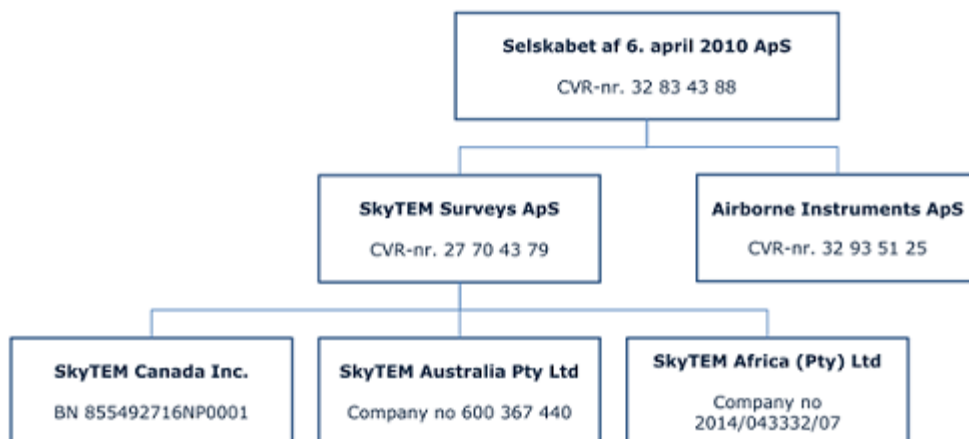 Selskabet af 6. april 2010 ApS
CVR-nr. 32 83 43 88
SkyTEM Surveys ApS
CVR-nr. 27 70 43 79
Airborne Instruments ApS
CVR-nr. 32 93 51 25
SkyTEM Canada Inc.
BN 855492716NP0001
SkyTEM Australia Pty Ltd
Company no 600 367 440
SkyTEM Africa (Pty) Ltd
Company no
2014/043332/07